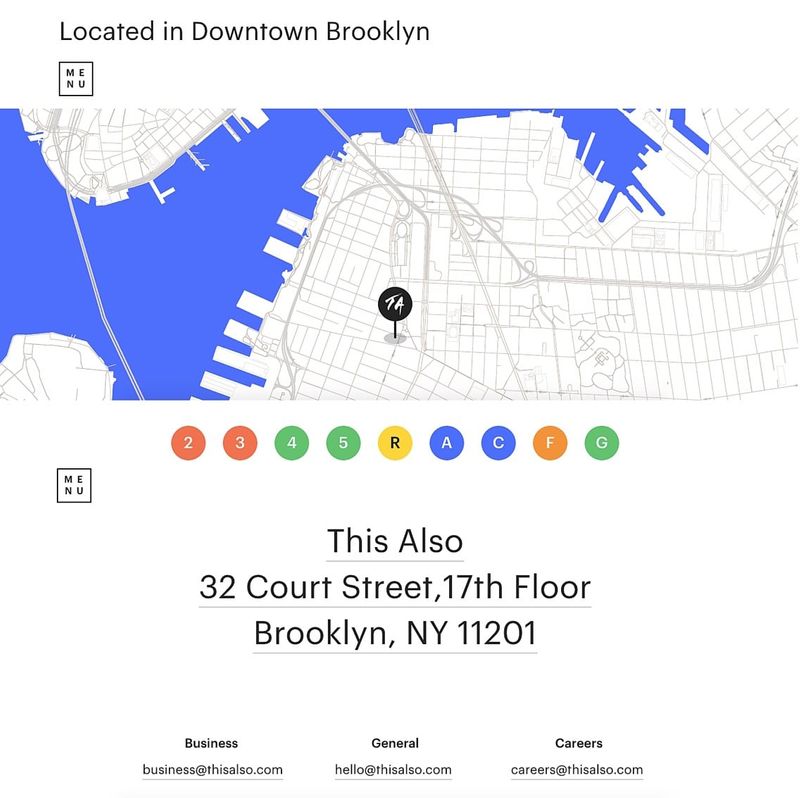 Located in Downtown Brooklyn
ME
NU
TA
2 3 4 5 R A C F G
ME
NU
This Also
32 Court Street,17th Floor
Brooklyn, NY 11201
Business General Careers
business@thisalso.com hello@thisalso.com careers@thisalso.com